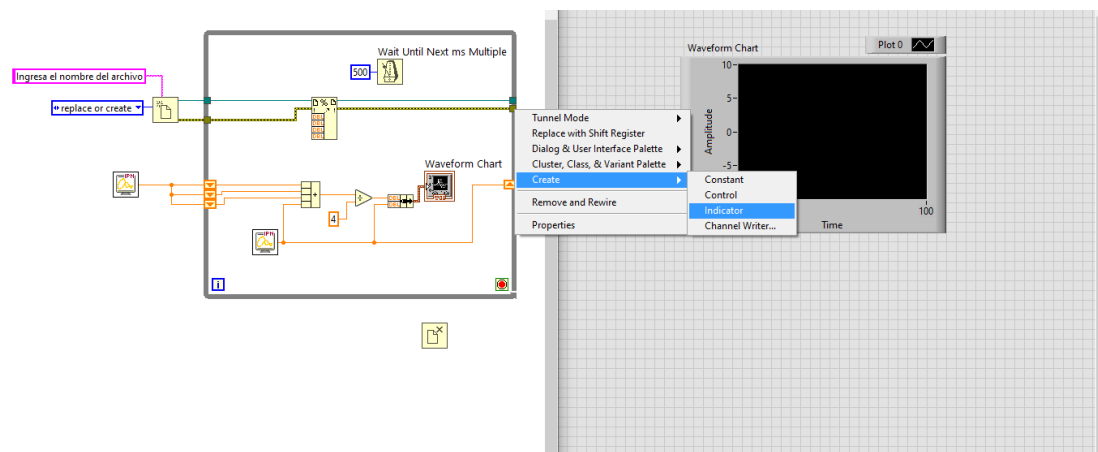 Wait Until Next ms Multiple
500
Ingresa el nombre del archivo
replace or create
Waveform Chart
4
i
Tunnel Mode
Replace with Shift Register
Dialog & User Interface Palette
Cluster, Class, & Variant Palette
Create
Remove and Rewire
Properties
Constant
Control
Indicator
Channel Writer...
Waveform Chart
Plot 0
10
5
0
-5
Amplitude
100
Time